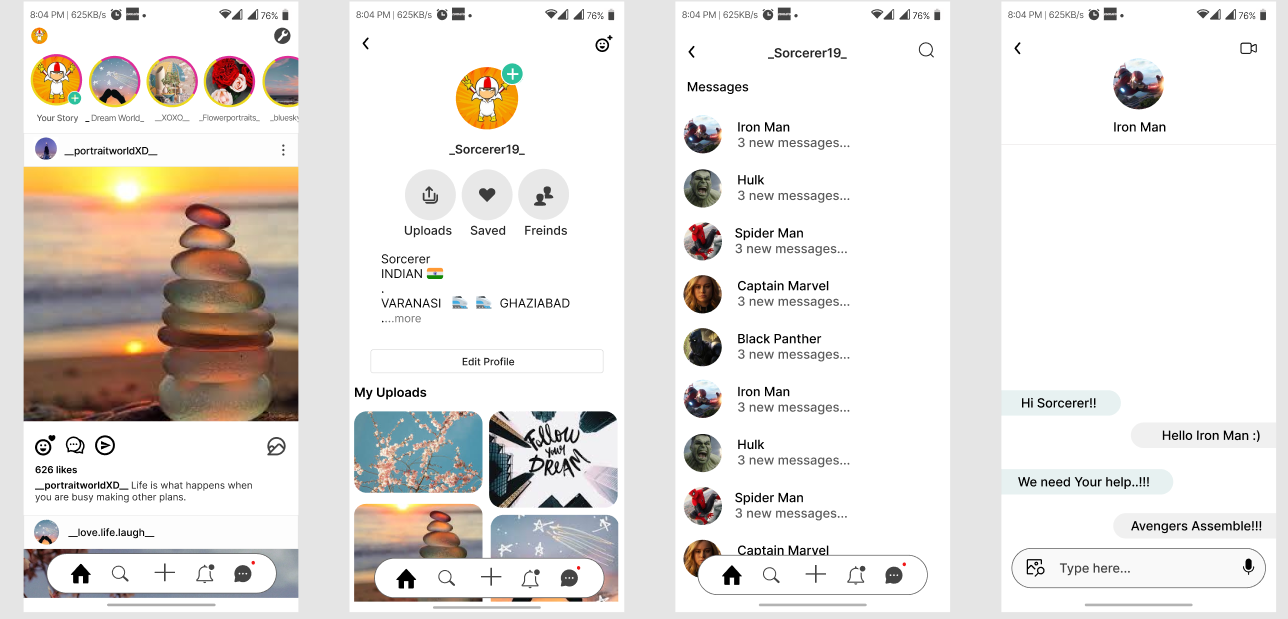 8:04 PM | 625KB/s
76%
Your Story
_Dream World_
__XOXO__
_Flowerportraits_
_bluesky
__portraitworldXD__
626 likes
__portraitworldXD__ Life is what happens when
you are busy making other plans.
__love.life.laugh__
8:04 PM | 625KB/s
76%
_Sorcerer19_
Uploads
Saved
Freinds
Sorcerer
INDIAN 🇮🇳
.
VARANASI 🚄 🚄 GHAZIABAD
....more
Edit Profile
My Uploads
Follow
your
DREAM
8:04 PM | 625KB/s
76%
_Sorcerer19_
Messages
Iron Man
3 new messages...
Hulk
3 new messages...
Spider Man
3 new messages...
Captain Marvel
3 new messages...
Black Panther
3 new messages...
Iron Man
3 new messages...
Hulk
3 new messages...
Spider Man
3 new messages...
Captain Marvel
8:04 PM | 625KB/s
76%
Iron Man
Hi Sorcerer!!
Hello Iron Man :)
We need Your help..!!!
Avengers Assemble!!!
Type here...